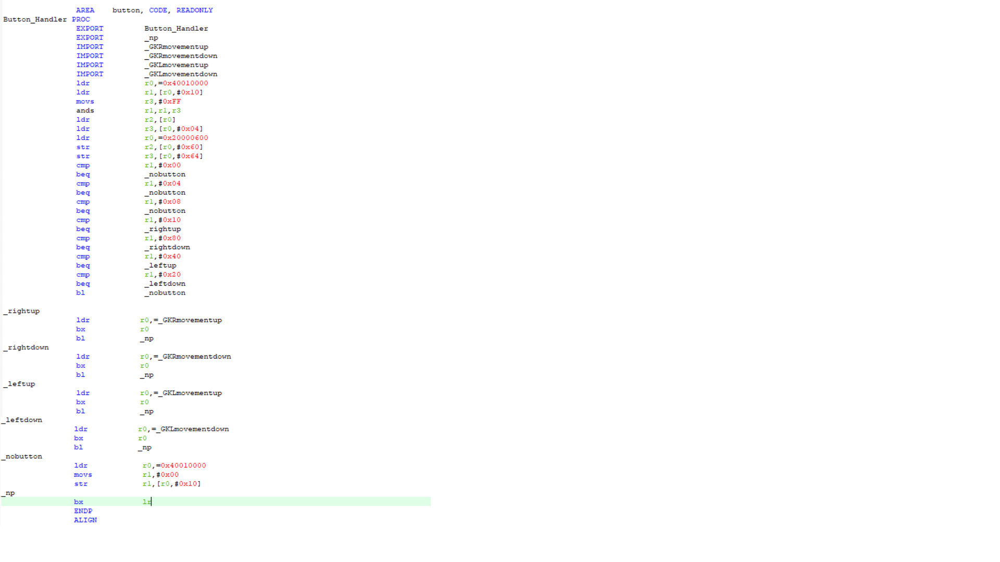 AREA button, CODE, READONLY
Button_Handler PROC
EXPORT Button_Handler
EXPORT _np
IMPORT _GKRmovementup
IMPORT _GKRmovementdown
IMPORT _GKLmovementup
IMPORT _GKLmovementdown
ldr r0,=0x40010000
ldr r1,[r0,#0x10]
movs r3,#0xFF
ands r1,r1,r3
ldr r2,[r0]
ldr r3,[r0,#0x04]
ldr r0,=0x20000600
str r2,[r0,#0x60]
str r3,[r0,#0x64]
cmp r1,#0x00
beq _nobutton
cmp r1,#0x04
beq _nobutton
cmp r1,#0x08
beq _nobutton
cmp r1,#0x10
beq _rightup
cmp r1,#0x80
beq _rightdown
cmp r1,#0x40
beq _leftup
cmp r1,#0x20
beq _leftdown
bl _nobutton
_rightup
ldr r0,=_GKRmovementup
bx r0
bl _np
_rightdown
ldr r0,=_GKRmovementdown
bx r0
bl _np
_leftup
ldr r0,=_GKLmovementup
bx r0
bl _np
_leftdown
ldr r0,=_GKLmovementdown
bx r0
bl _np
_nobutton
ldr r0,=0x40010000
movs r1,#0x00
str r1,[r0,#0x10]
_np
bx lr
ENDP
ALIGN